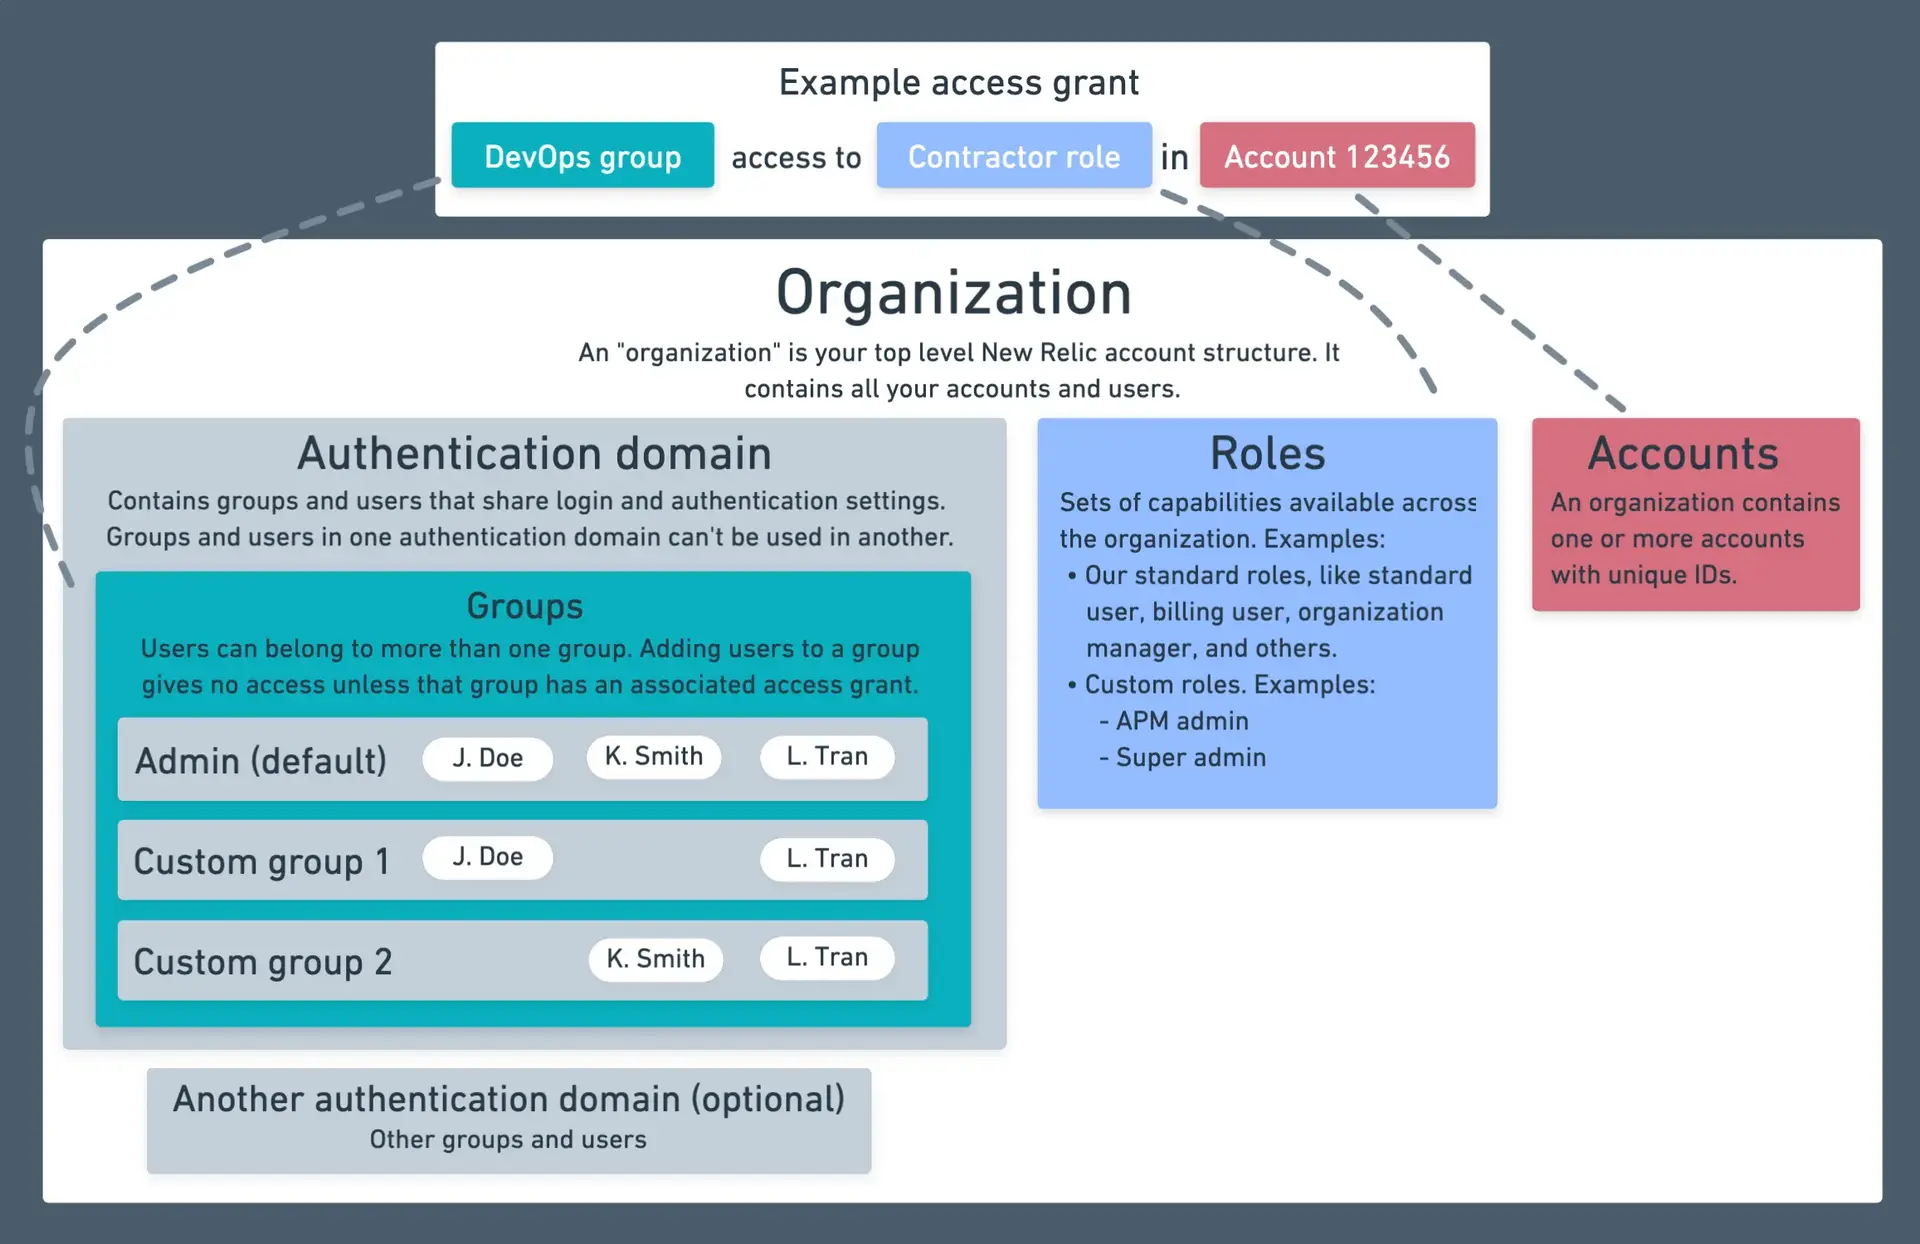 Example access grant
DevOps group access to Contractor role in Account 123456
Organization
An "organization" is your top level New Relic account structure. It
contains all your accounts and users.
Authentication domain
Contains groups and users that share login and authentication settings.
Groups and users in one authentication domain can't be used in another.
Groups
Users can belong to more than one group. Adding users to a group
gives no access unless that group has an associated access grant.
Admin (default) J. Doe K. Smith L. Tran
Custom group 1 J. Doe L. Tran
Custom group 2 K. Smith L. Tran
Another authentication domain (optional)
Other groups and users
Roles
Sets of capabilities available across
the organization. Examples:
• Our standard roles, like standard
user, billing user, organization
manager, and others.
• Custom roles. Examples:
- APM admin
- Super admin
Accounts
An organization contains
one or more accounts
with unique IDs.